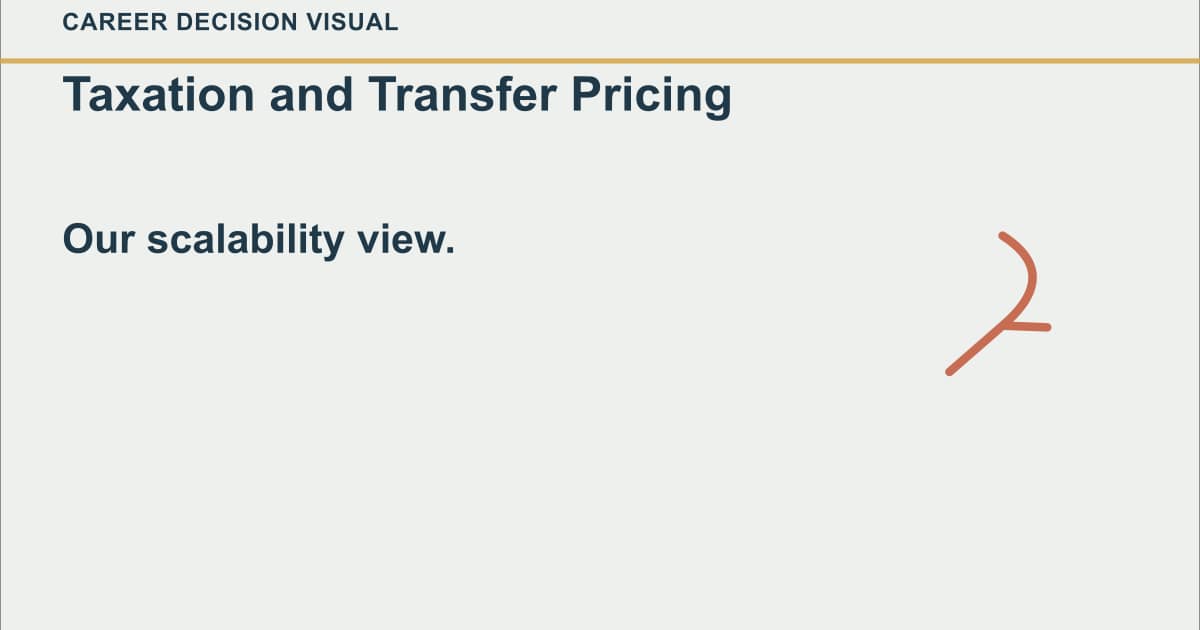 CAREER DECISION VISUAL
Taxation and Transfer Pricing
Our scalability view.